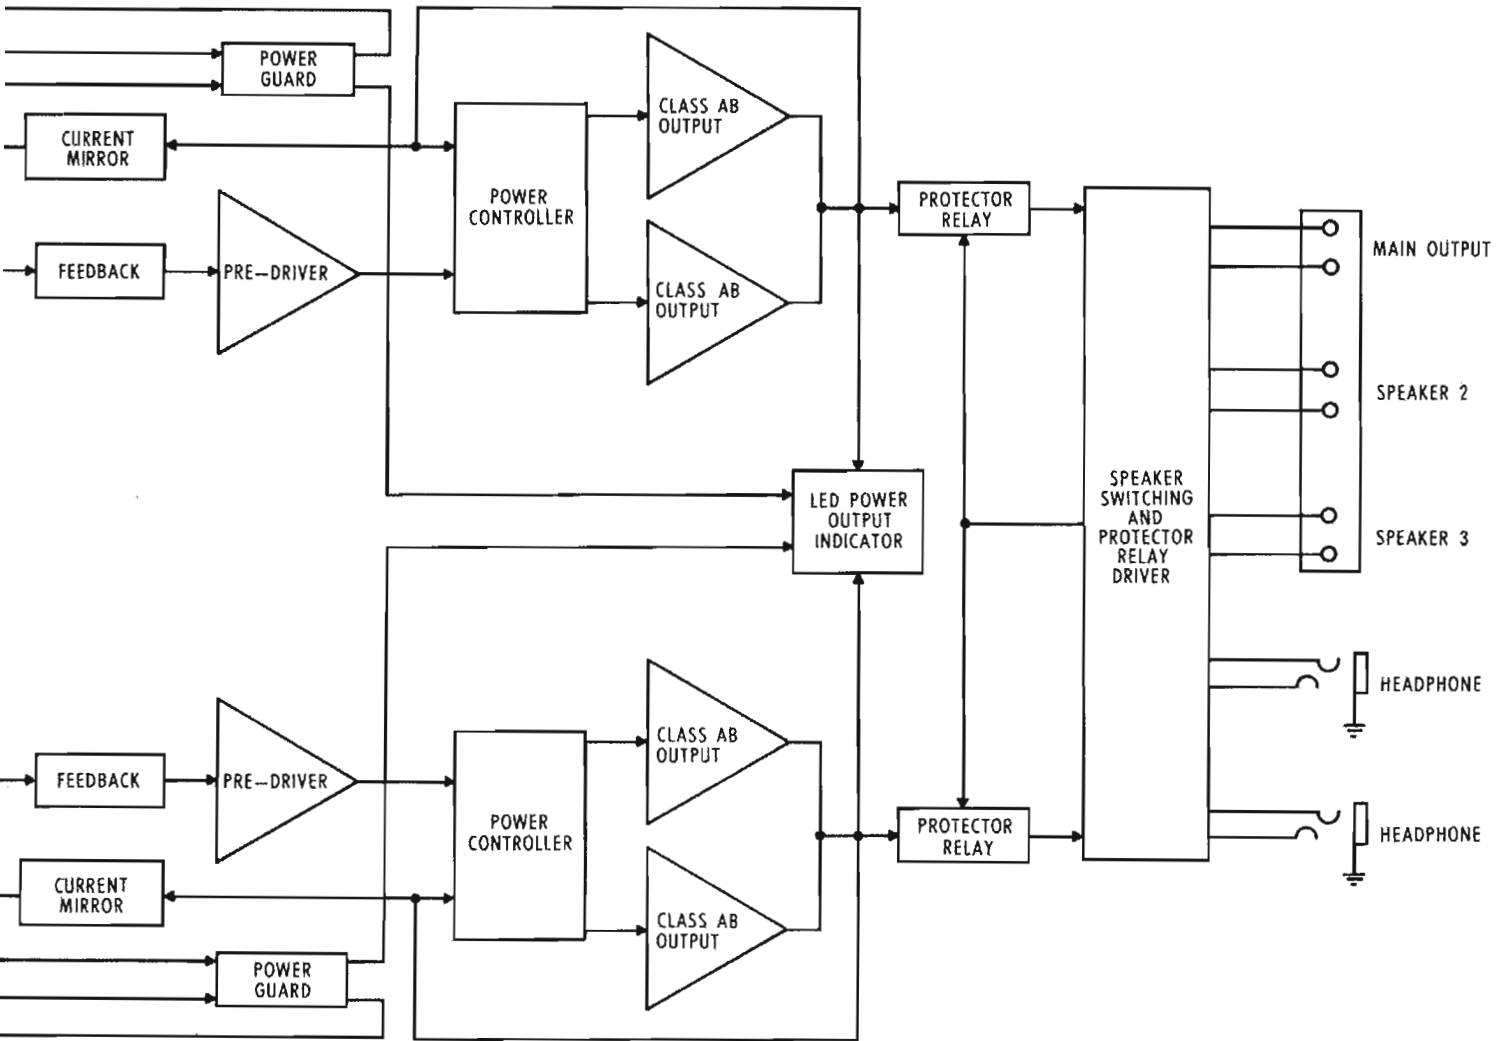 POWER
GUARD
CURRENT
MIRROR
FEEDBACK
PRE-DRIVER
POWER
CONTROLLER
CLASS AB
OUTPUT
CLASS AB
OUTPUT
PROTECTOR
RELAY
MAIN OUTPUT
SPEAKER 2
SPEAKER 3
LED POWER
OUTPUT
INDICATOR
SPEAKER
SWITCHING
AND
PROTECTOR
RELAY
DRIVER
HEADPHONE
HEADPHONE
FEEDBACK
PRE-DRIVER
POWER
CONTROLLER
CLASS AB
OUTPUT
CLASS AB
OUTPUT
PROTECTOR
RELAY
CURRENT
MIRROR
POWER
GUARD